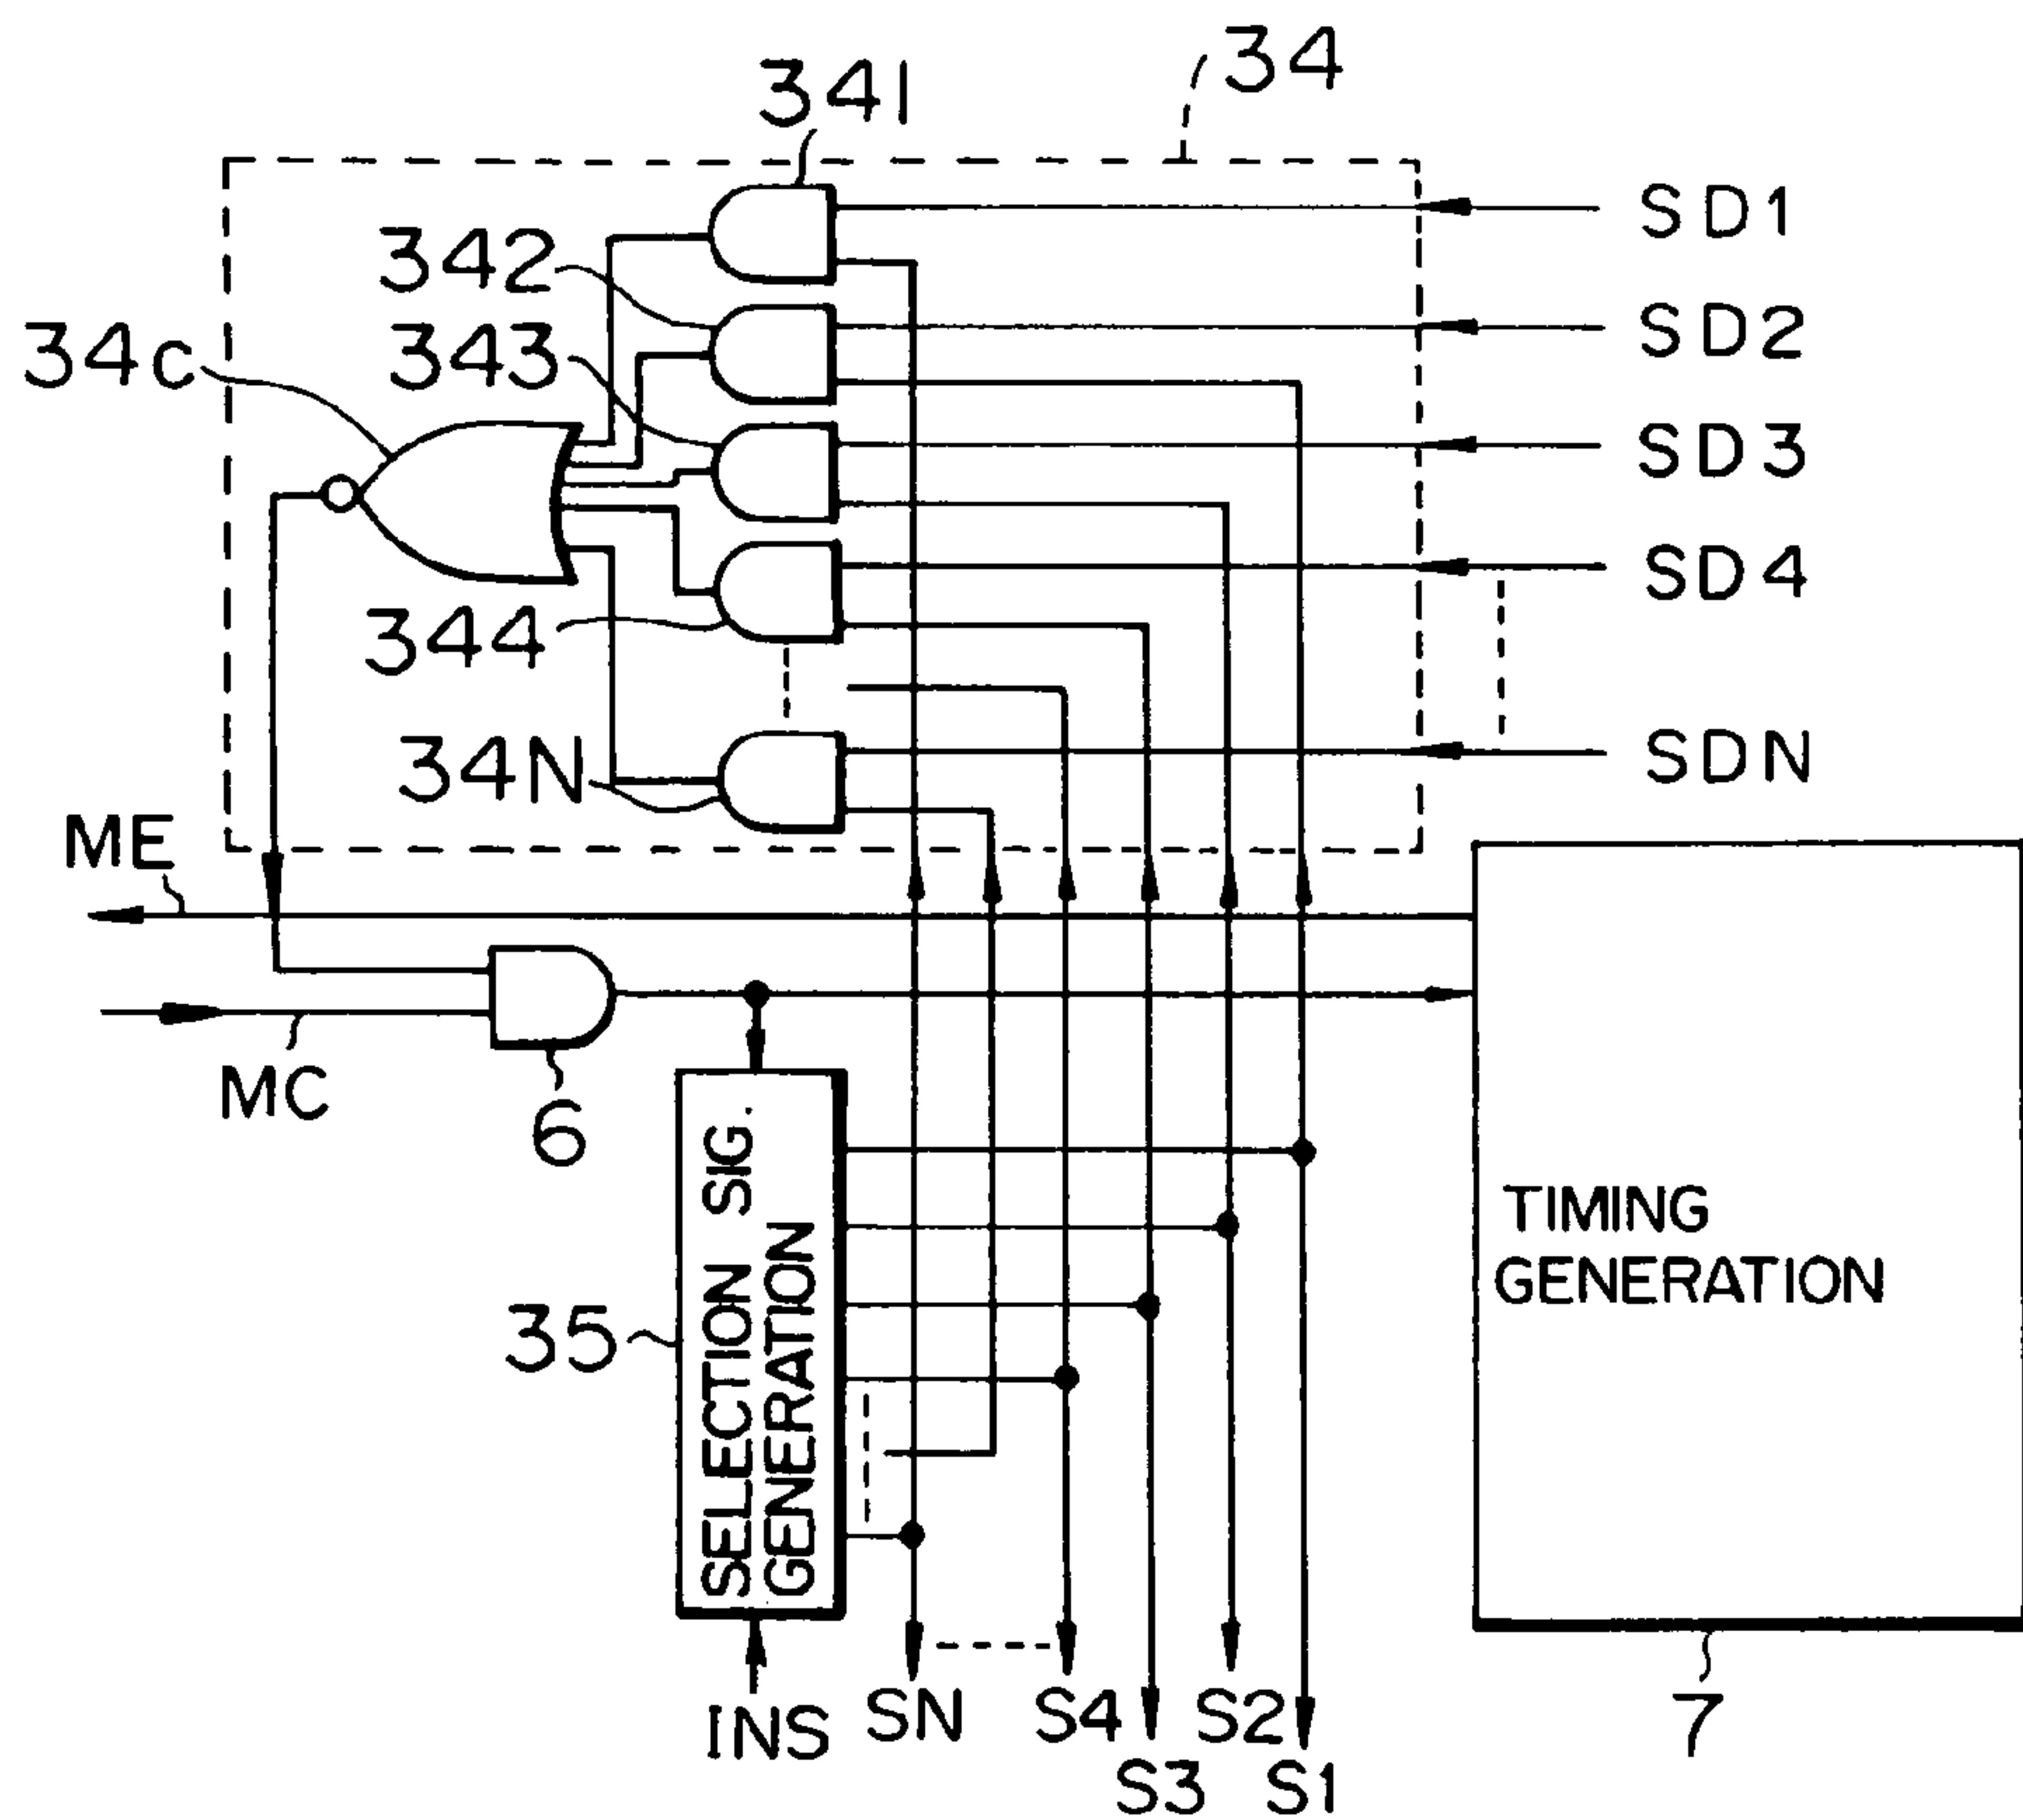 34
341
SD1
342
SD2
343
34c
SD3
SD4
344
34N
SDN
ME
MC
6
SELECTION SIG.
GENERATION
TIMING
GENERATION
35
INS
SN
S4
S2
S3
S1
7